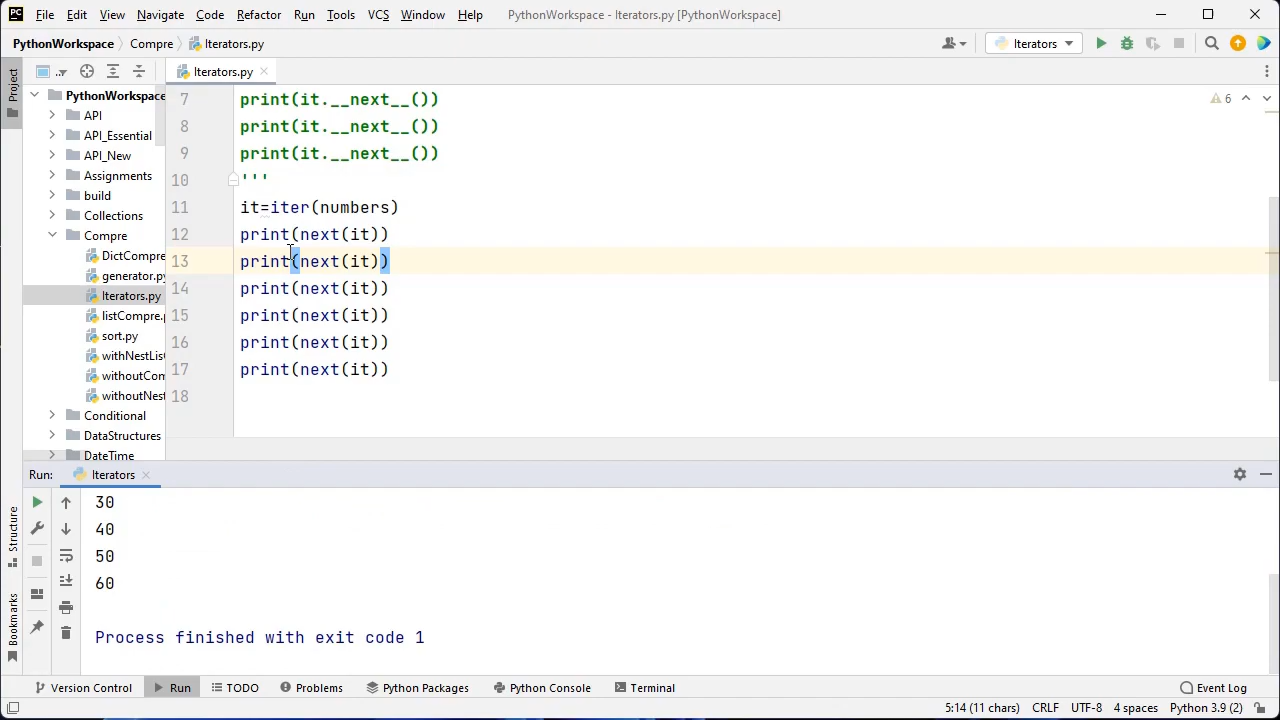 PC File Edit View Navigate Code Refactor Run Tools VCS Window Help PythonWorkspace - Iterators.py [PythonWorkspace]
PythonWorkspace Compre Iterators.py Iterators
Project
Iterators.py
PythonWorkspace
API
API_Essential
API_New
Assignments
build
Collections
Compre
DictCompre
generator.py
Iterators.py
listCompre.
sort.py
withNestLis
withoutCom
withoutNest
Conditional
DataStructures
DateTime
7 print(it.__next__())
8 print(it.__next__())
9 print(it.__next__())
10 '''
11 it=iter(numbers)
12 print(next(it))
13 print(next(it))
14 print(next(it))
15 print(next(it))
16 print(next(it))
17 print(next(it))
18
6
Run: Iterators
30
40
50
60
Process finished with exit code 1
Structure
Bookmarks
Version Control Run TODO Problems Python Packages Python Console Terminal Event Log
5:14 (11 chars) CRLF UTF-8 4 spaces Python 3.9 (2)